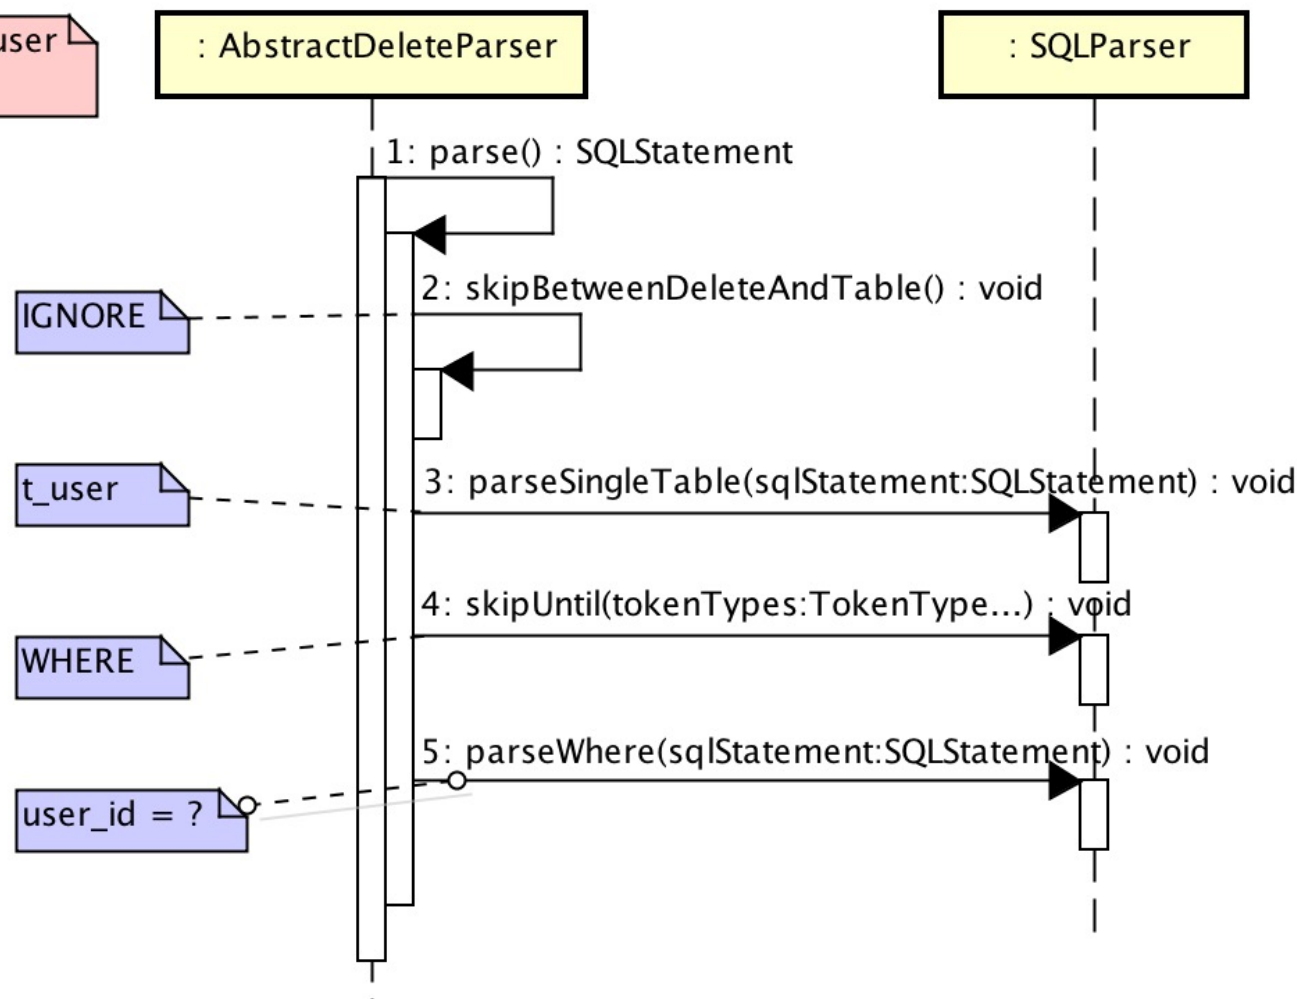 user
: AbstractDeleteParser
: SQLParser
1: parse() : SQLStatement
2: skipBetweenDeleteAndTable() : void
IGNORE
3: parseSingleTable(sqlStatement:SQLStatement) : void
t_user
4: skipUntil(tokenTypes:TokenType...) : void
WHERE
5: parseWhere(sqlStatement:SQLStatement) : void
user_id = ?